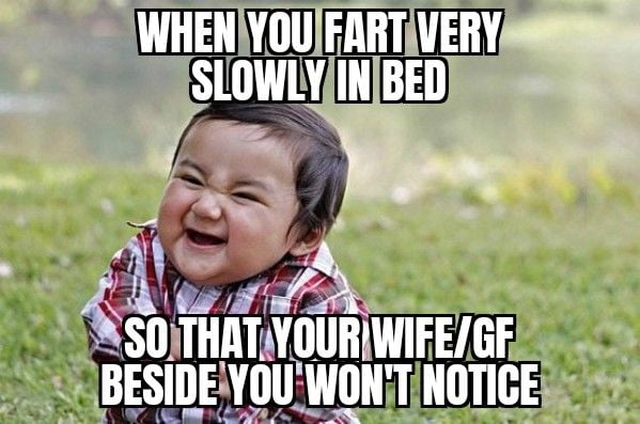 WHEN YOU FART VERY
SLOWLY IN BED
SO THAT YOUR WIFE/GF
BESIDE YOU WON'T NOTICE